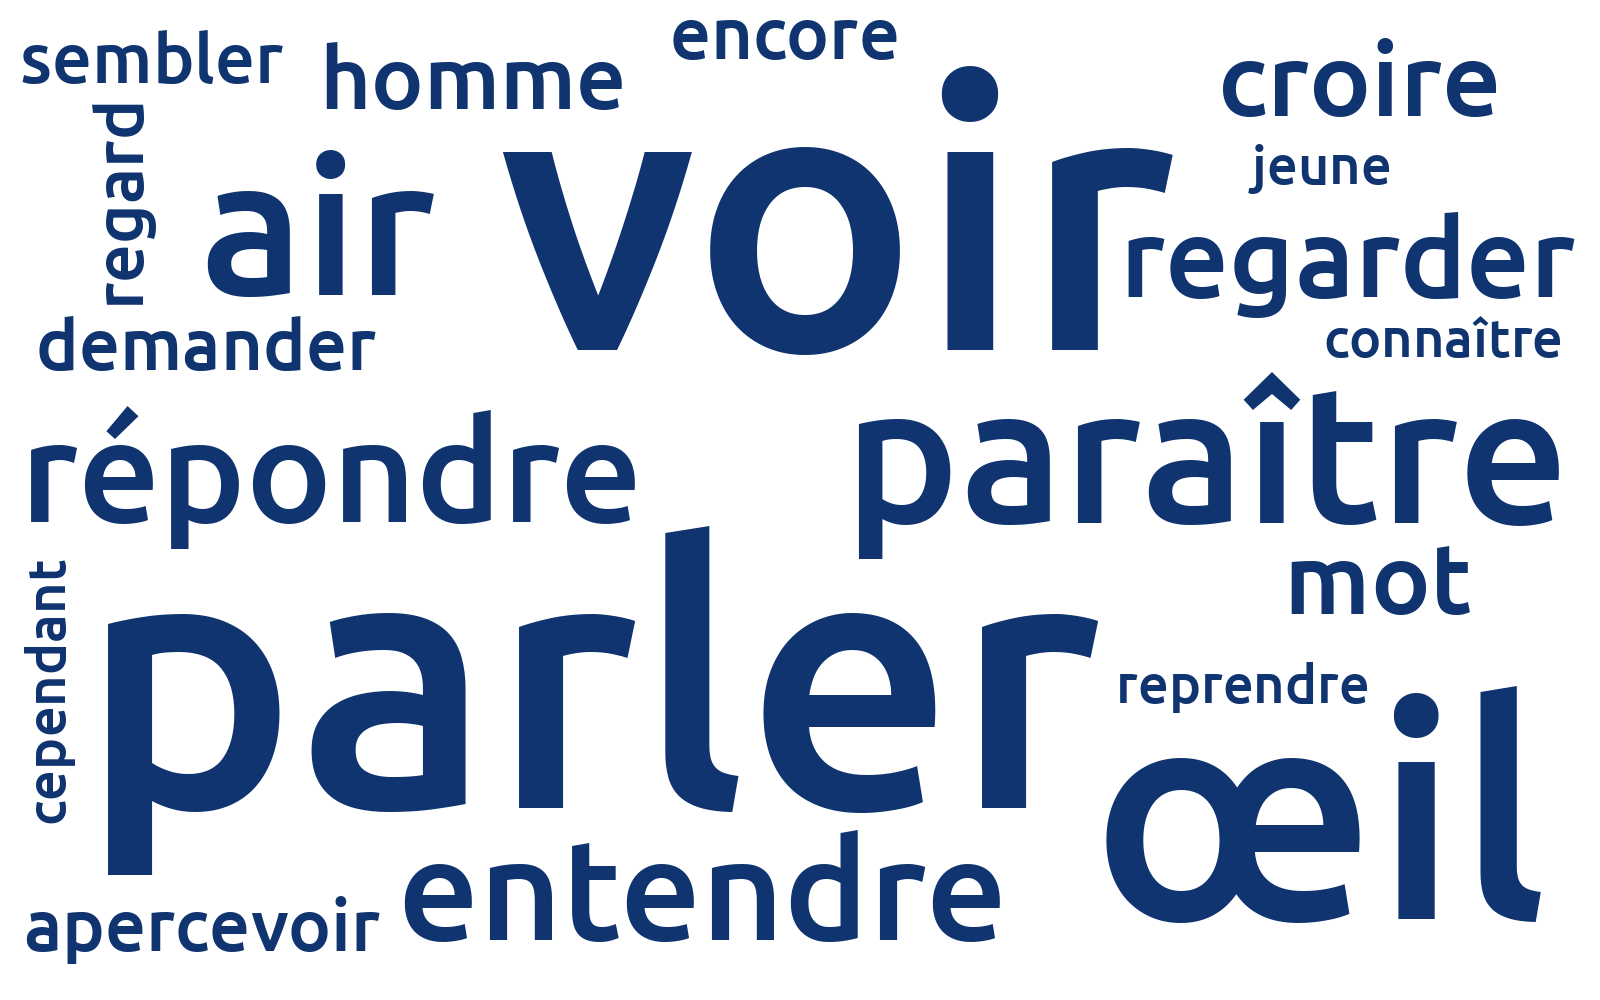 encore
sembler
homme
croire
regard
air
voir
jeune
regarder
demander
connaître
répondre
paraître
cependant
parler
mot
reprendre
œil
entendre
apercevoir